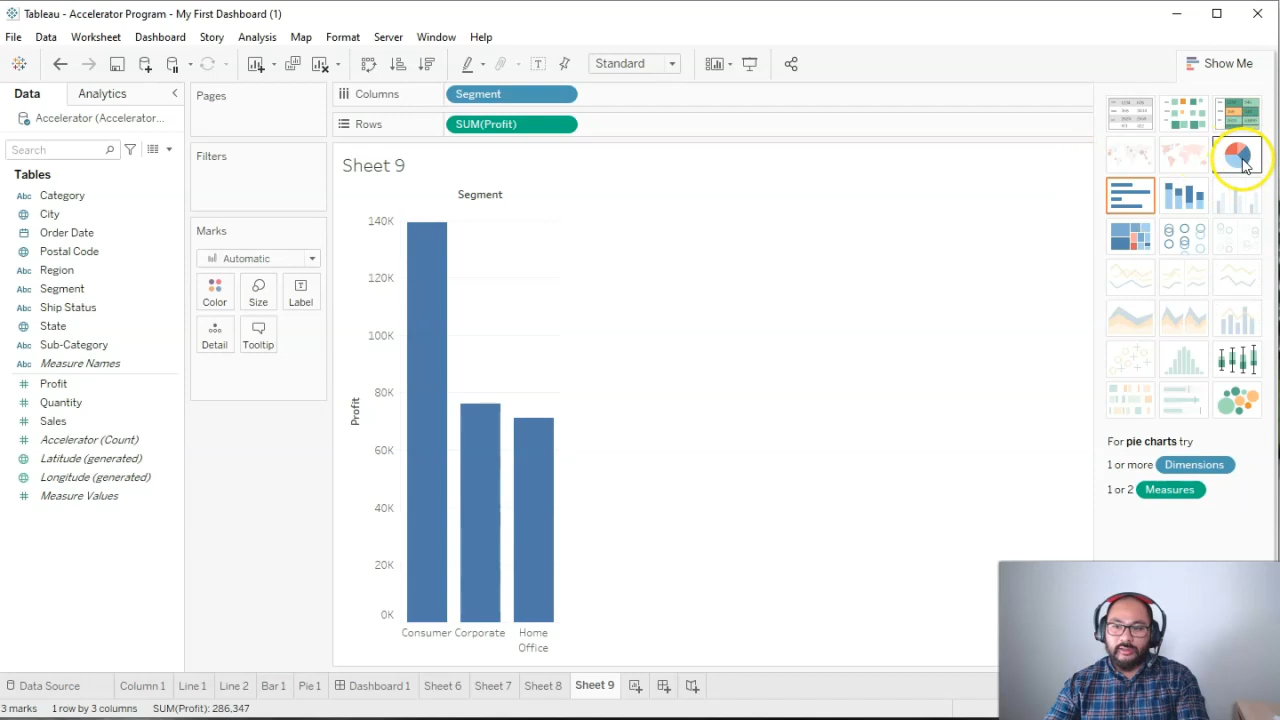 Tableau - Accelerator Program - My First Dashboard (1)
File Data Worksheet Dashboard Story Analysis Map Format Server Window Help
Standard
Show Me
Data Analytics
Pages
Columns Segment
Accelerator (Accelerator...
Rows SUM(Profit)
Search
Filters
Sheet 9
Tables
Segment
Abc Category
City
Order Date
Postal Code
Region
Abc Segment
Abc Ship Status
State
Abc Sub-Category
Abc Measure Names
Profit
Quantity
Sales
Accelerator (Count)
Latitude (generated)
Longitude (generated)
Measure Values
Marks
Automatic
Color Size Label
Detail Tooltip
140K
120K
100K
80K
60K
40K
20K
0K
Profit
Consumer Corporate Home
Office
For pie charts try
1 or more Dimensions
1 or 2 Measures
Data Source Column 1 Line 1 Line 2 Bar 1 Pie 1 Dashboard 1 Sheet 6 Sheet 7 Sheet 8 Sheet 9
3 marks 1 row by 3 columns SUM(Profit): 286,347